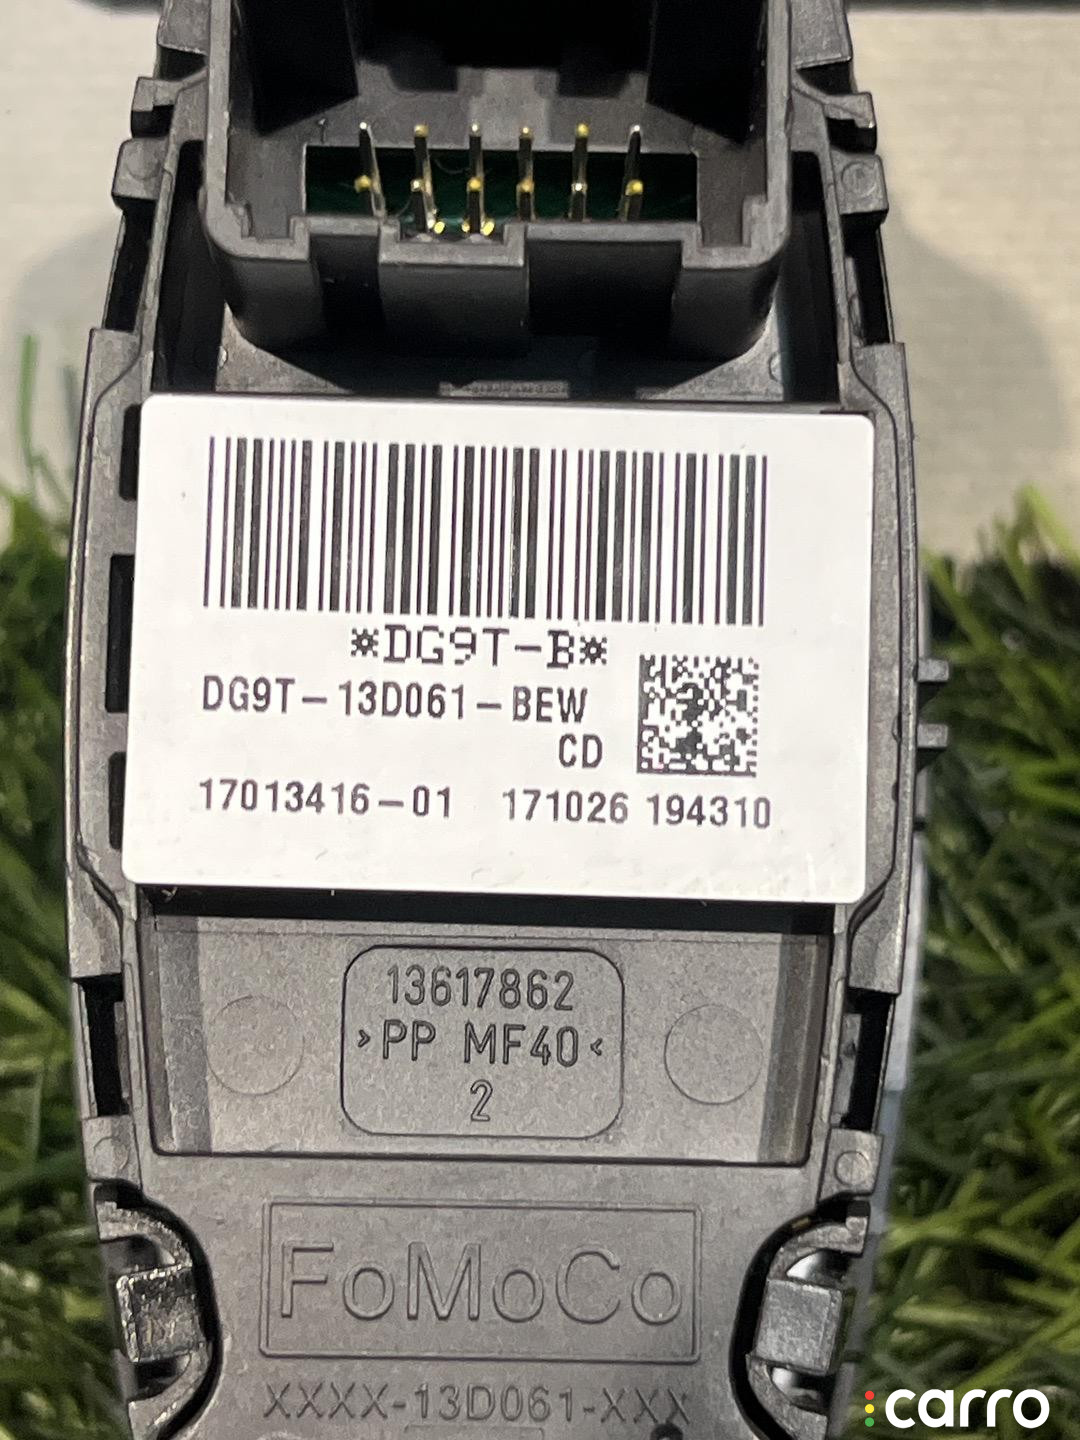 *DG9T-B*
DG9T-13D061-BEW
CD
17013416-01 171026 194310
13617862
>PP MF40<
2
FoMoCo
XXXX-13D061-XXX
carro